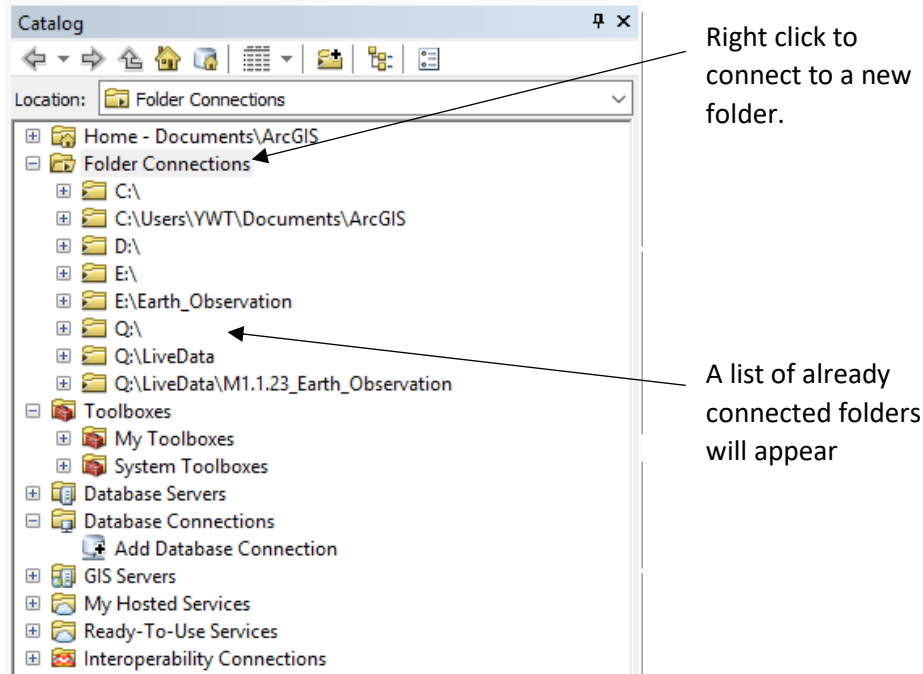 Catalog
Location: Folder Connections
Home - Documents\ArcGIS
Folder Connections
C:\
C:\Users\YWT\Documents\ArcGIS
D:\
E:\
E:\Earth_Observation
Q:\
Q:\LiveData
Q:\LiveData\M1.1.23_Earth_Observation
Toolboxes
My Toolboxes
System Toolboxes
Database Servers
Database Connections
Add Database Connection
GIS Servers
My Hosted Services
Ready-To-Use Services
Interoperability Connections
Right click to
connect to a new
folder.
A list of already
connected folders
will appear